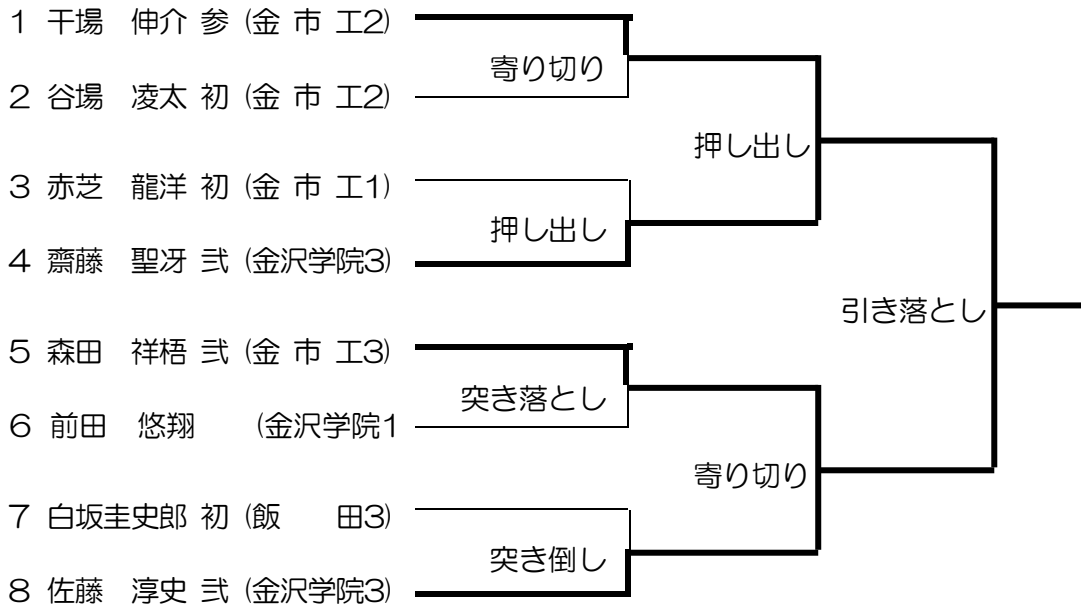 1 干場 伸介 参 (金 市 工2)
寄り切り
2 谷場 凌太 初 (金 市 工2)
押し出し
3 赤芝 龍洋 初 (金 市 工1)
押し出し
4 齋藤 聖冴 弐 (金沢学院3)
引き落とし
5 森田 祥梧 弐 (金 市 工3)
突き落とし
6 前田 悠翔 (金沢学院1
寄り切り
7 白坂圭史郎 初 (飯 田3)
突き倒し
8 佐藤 淳史 弐 (金沢学院3)